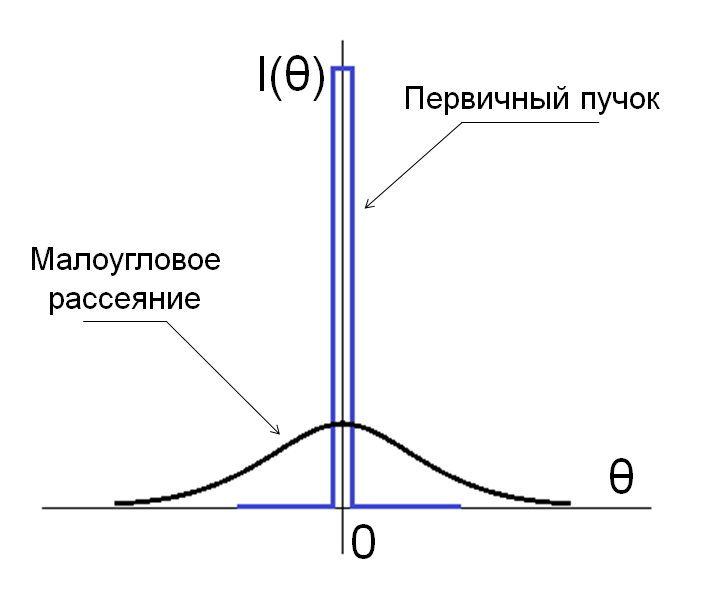 I(θ)
Первичный пучок
Малоугловое
рассеяние
θ
0